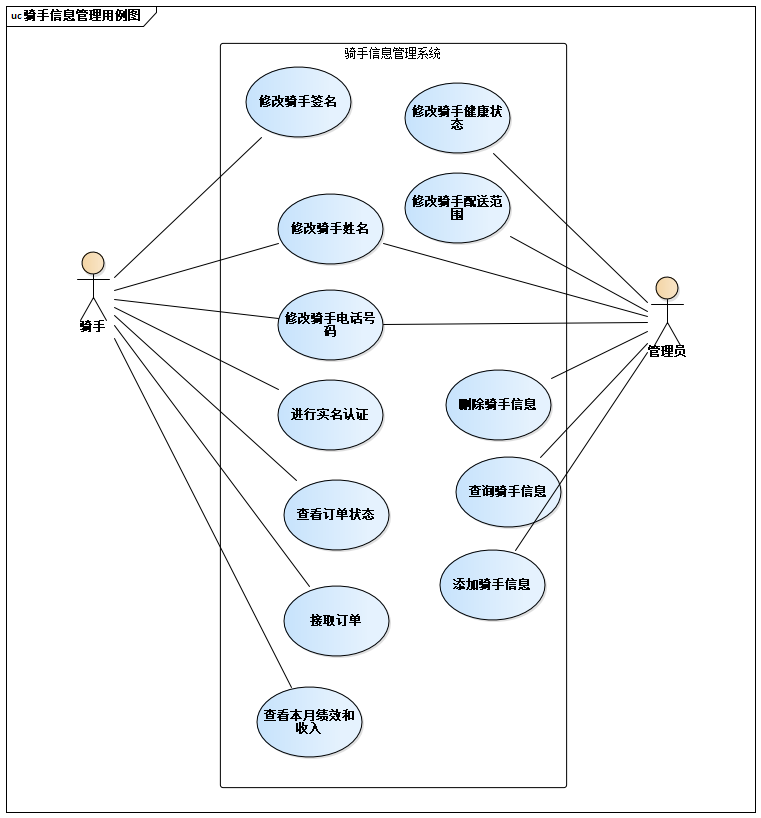 uc 骑手信息管理用例图
骑手信息管理系统
修改骑手签名
修改骑手健康状
态
修改骑手配送范
围
修改骑手姓名
骑手
修改骑手电话号
码
管理员
进行实名认证
删除骑手信息
查看订单状态
查询骑手信息
接取订单
添加骑手信息
查看本月绩效和
收入